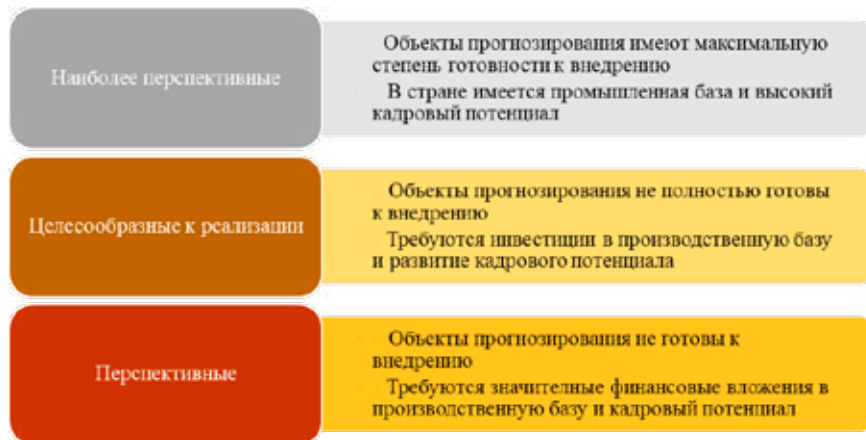 Наиболее перспективные
Объекты прогнозирования имеют максимальную
степень готовности к внедрению
В стране имеется промышленная база и высокий
кадровый потенциал
Целесообразные к реализации
Объекты прогнозирования не полностью готовы
к внедрению
Требуются инвестиции в производственную базу
и развитие кадрового потенциала
Перспективные
Объекты прогнозирования не готовы к
внедрению
Требуются значителные финансовые вложения в
производственную базу и кадровый потенциал